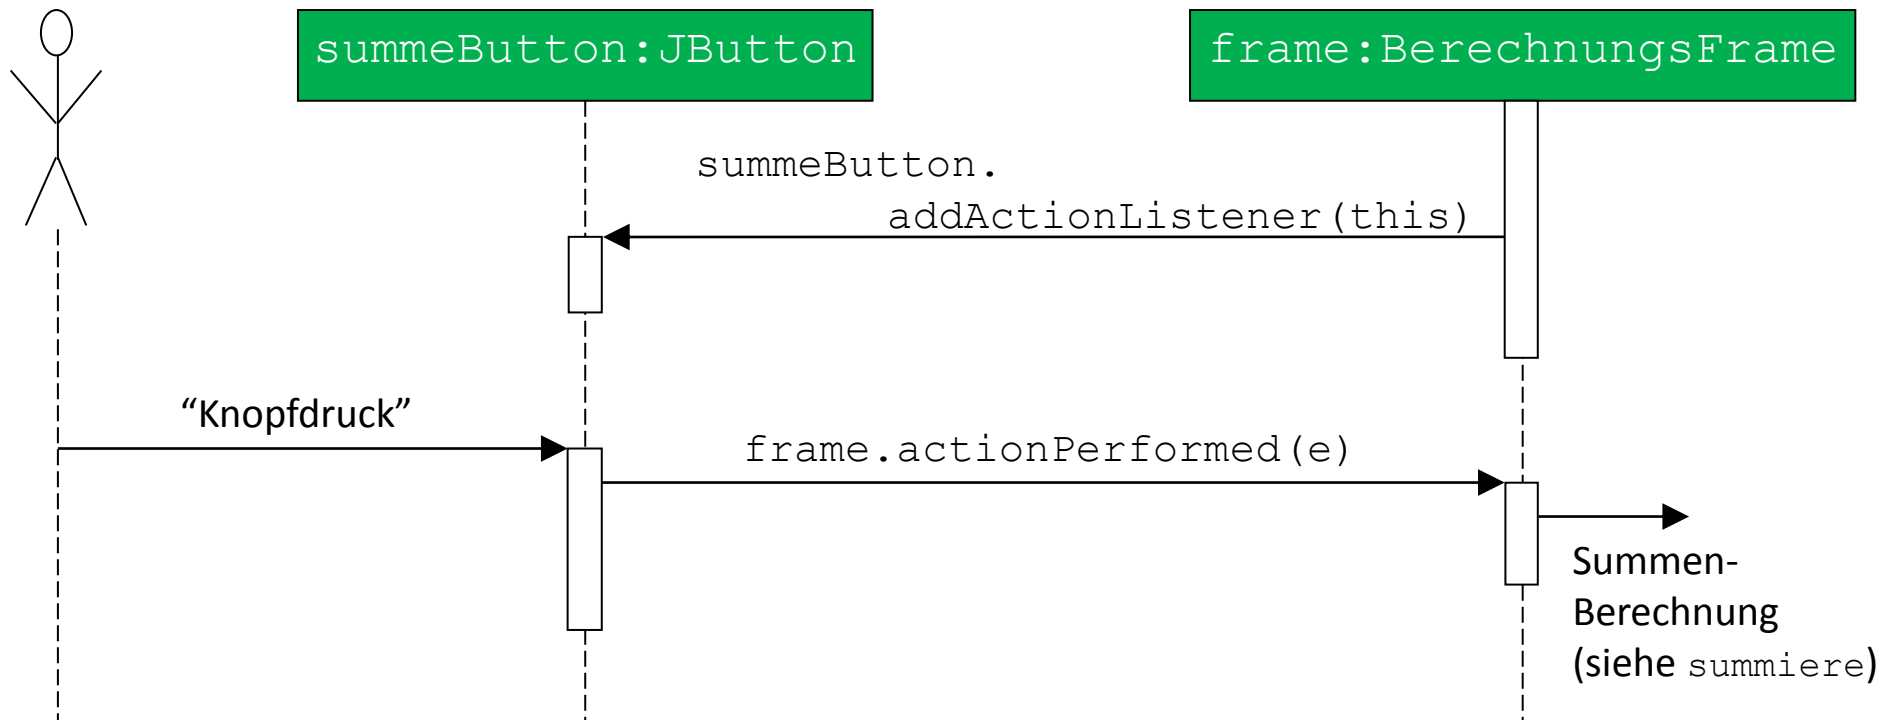 summeButton:JButton
frame:BerechnungsFrame
summeButton.
addActionListener(this)
“Knopfdruck”
frame.actionPerformed(e)
Summen-
Berechnung
(siehe summiere)